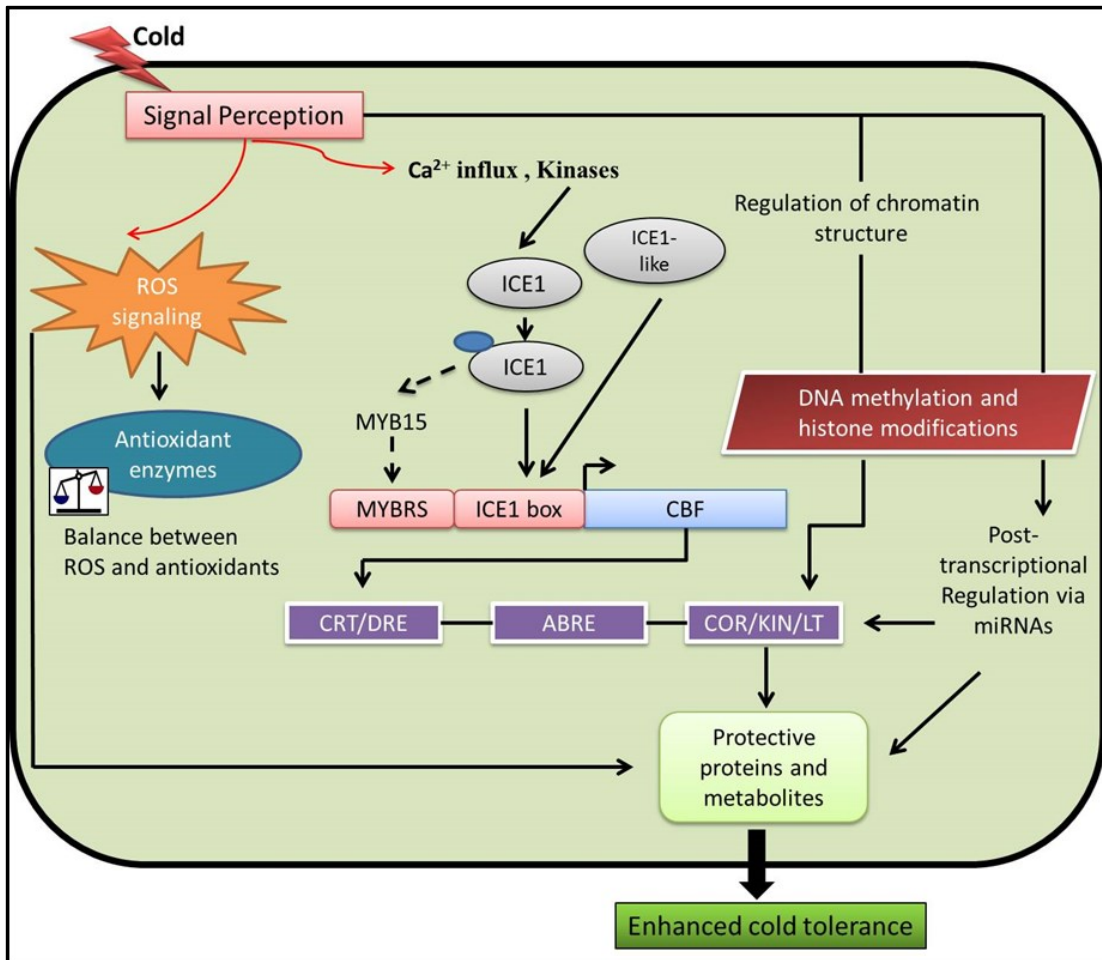 Cold
Signal Perception
Ca²⁺ influx , Kinases
Regulation of chromatin
structure
ICE1-
like
ICE1
ROS
signaling
ICE1
DNA methylation and
histone modifications
MYB15
Antioxidant
enzymes
MYBRS
ICE1 box
CBF
Balance between
ROS and antioxidants
Post-
transcriptional
Regulation via
miRNAs
CRT/DRE
ABRE
COR/KIN/LT
Protective
proteins and
metabolites
Enhanced cold tolerance